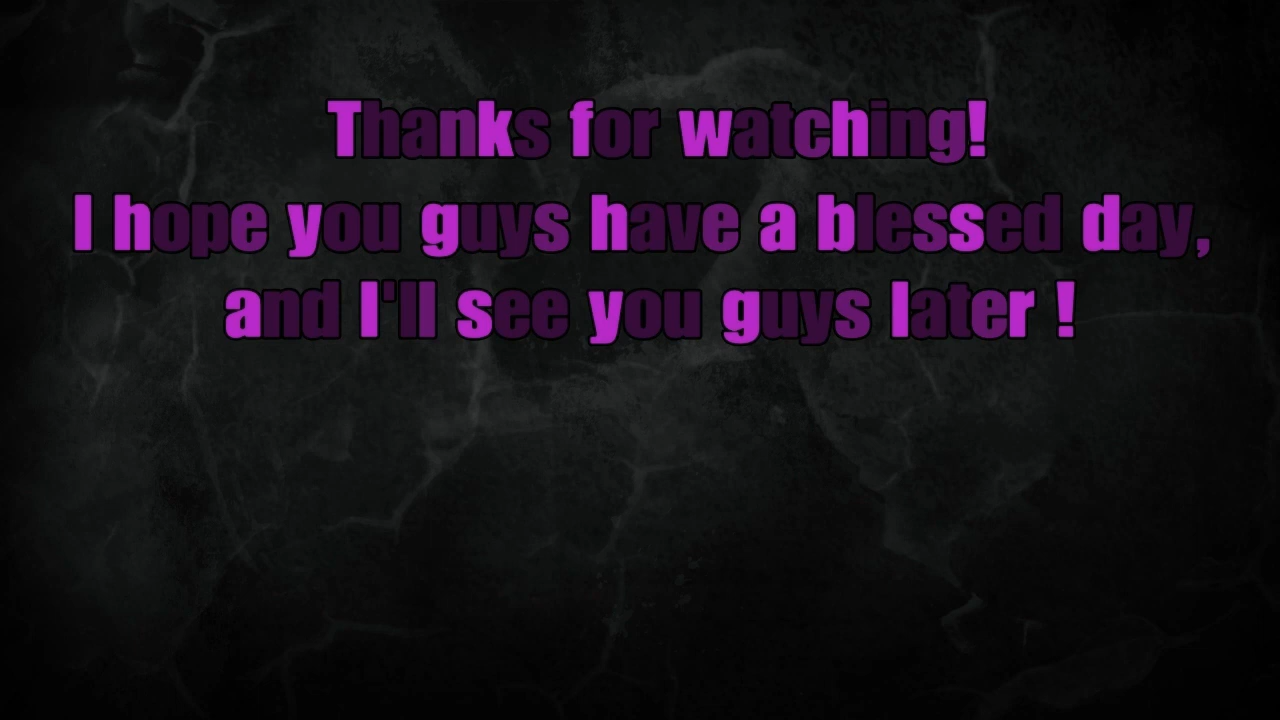 Thanks for watching!
I hope you guys have a blessed day,
and I'll see you guys later !